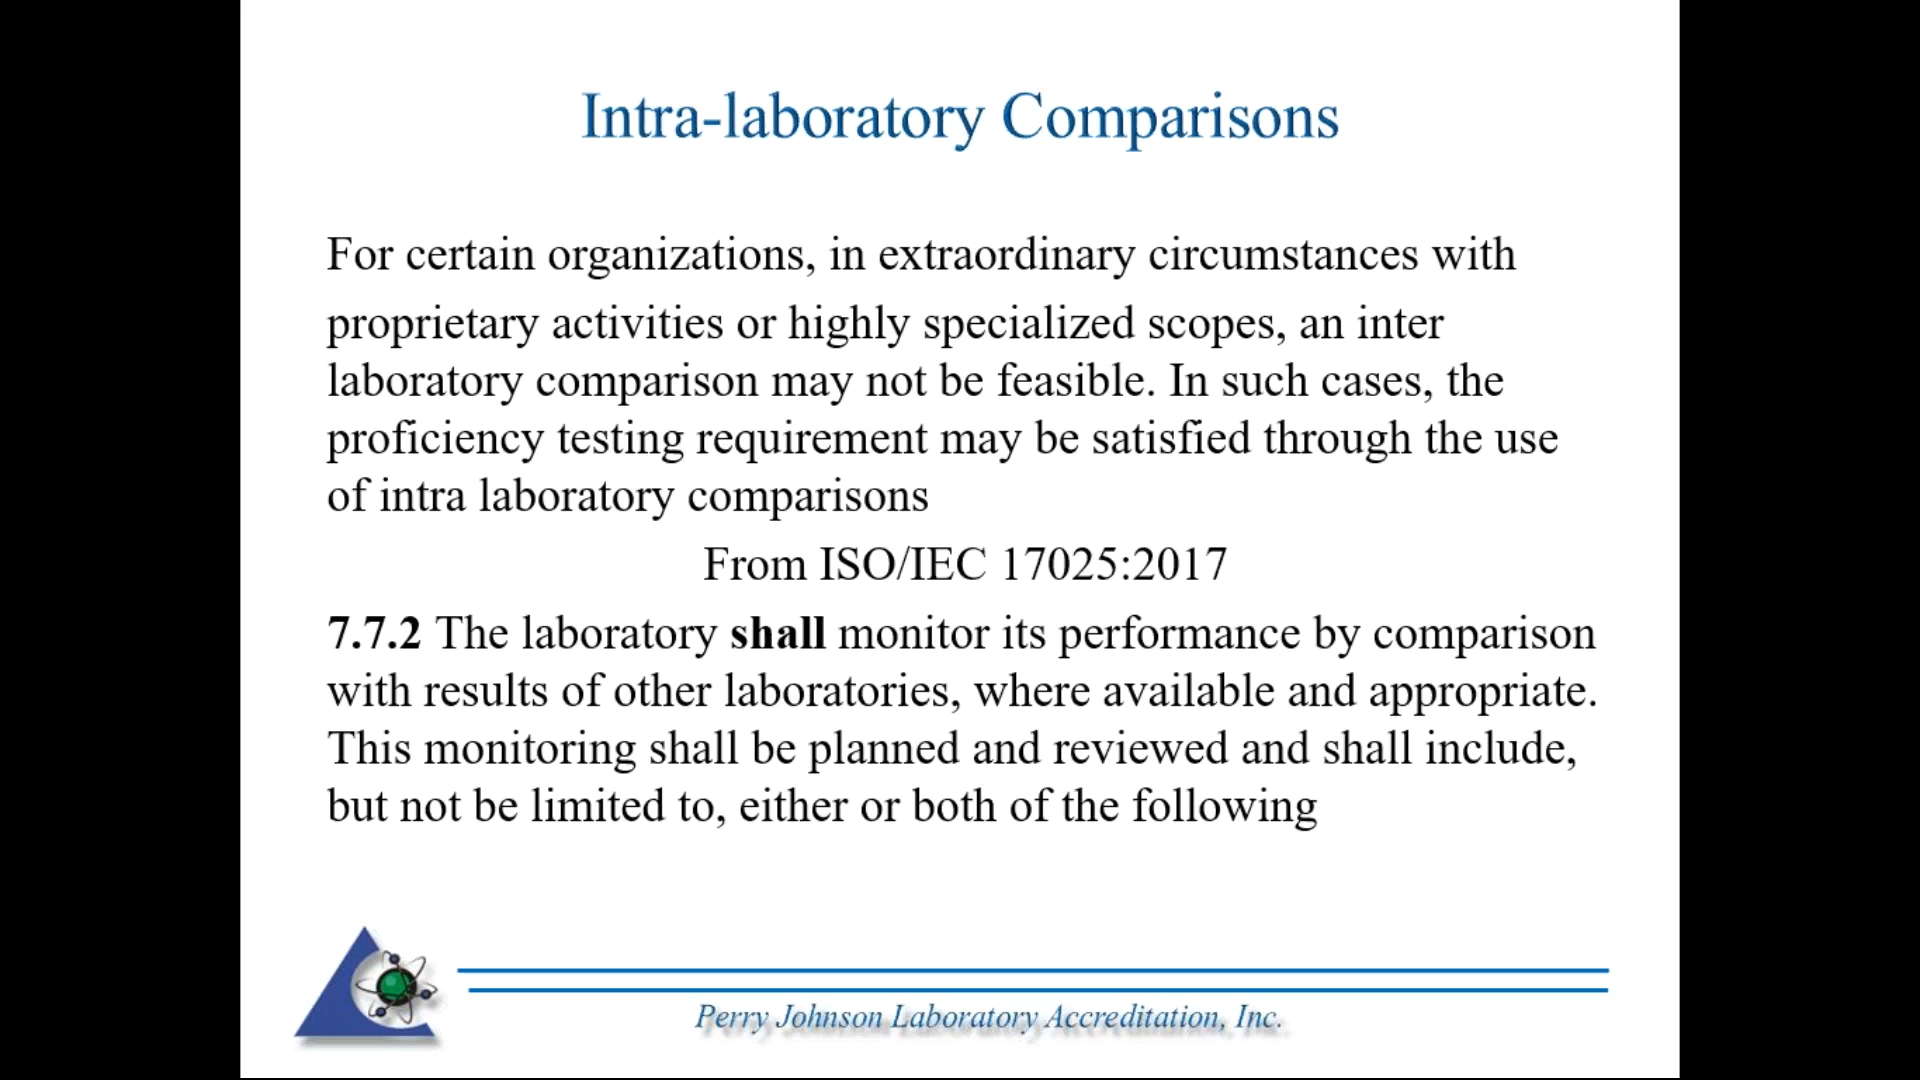 Intra-laboratory Comparisons
For certain organizations, in extraordinary circumstances with
proprietary activities or highly specialized scopes, an inter
laboratory comparison may not be feasible. In such cases, the
proficiency testing requirement may be satisfied through the use
of intra laboratory comparisons
From ISO/IEC 17025:2017
7.7.2 The laboratory shall monitor its performance by comparison
with results of other laboratories, where available and appropriate.
This monitoring shall be planned and reviewed and shall include,
but not be limited to, either or both of the following
Perry Johnson Laboratory Accreditation, Inc.